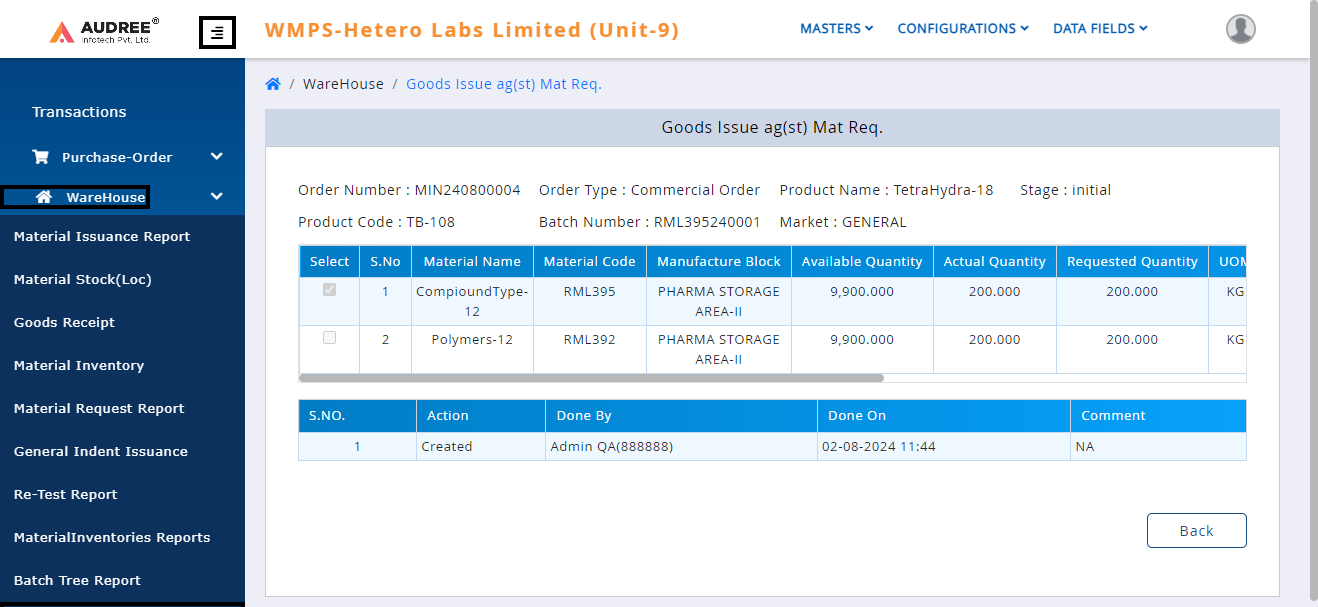 AUDREE®
Infotech Pvt. Ltd.
WMPS-Hetero Labs Limited (Unit-9)
MASTERS CONFIGURATIONS DATA FIELDS
/ WareHouse / Goods Issue ag(st) Mat Req.
Transactions
Purchase-Order
WareHouse
Material Issuance Report
Material Stock(Loc)
Goods Receipt
Material Inventory
Material Request Report
General Indent Issuance
Re-Test Report
MaterialInventories Reports
Batch Tree Report
Goods Issue ag(st) Mat Req.
Order Number : MIN240800004 Order Type : Commercial Order Product Name : TetraHydra-18 Stage : initial
Product Code : TB-108 Batch Number : RML395240001 Market : GENERAL
Select S.No Material Name Material Code Manufacture Block Available Quantity Actual Quantity Requested Quantity UOM
1 CompioundType-12 RML395 PHARMA STORAGE AREA-II 9,900.000 200.000 200.000 KG
2 Polymers-12 RML392 PHARMA STORAGE AREA-II 9,900.000 200.000 200.000 KG
S.NO. Action Done By Done On Comment
1 Created Admin QA(888888) 02-08-2024 11:44 NA
Back